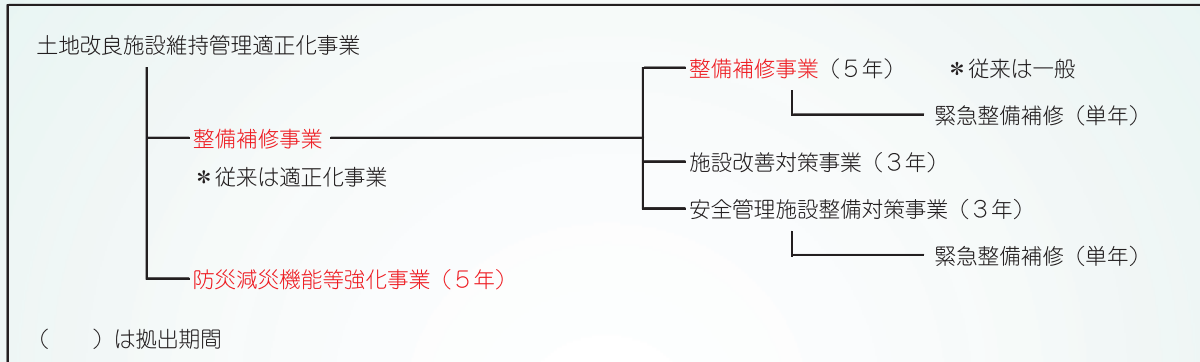 土地改良施設維持管理適正化事業
整備補修事業（５年）　＊従来は一般
緊急整備補修（単年）
整備補修事業
＊従来は適正化事業
施設改善対策事業（３年）
安全管理施設整備対策事業（３年）
緊急整備補修（単年）
防災減災機能等強化事業（５年）
（　　）は拠出期間